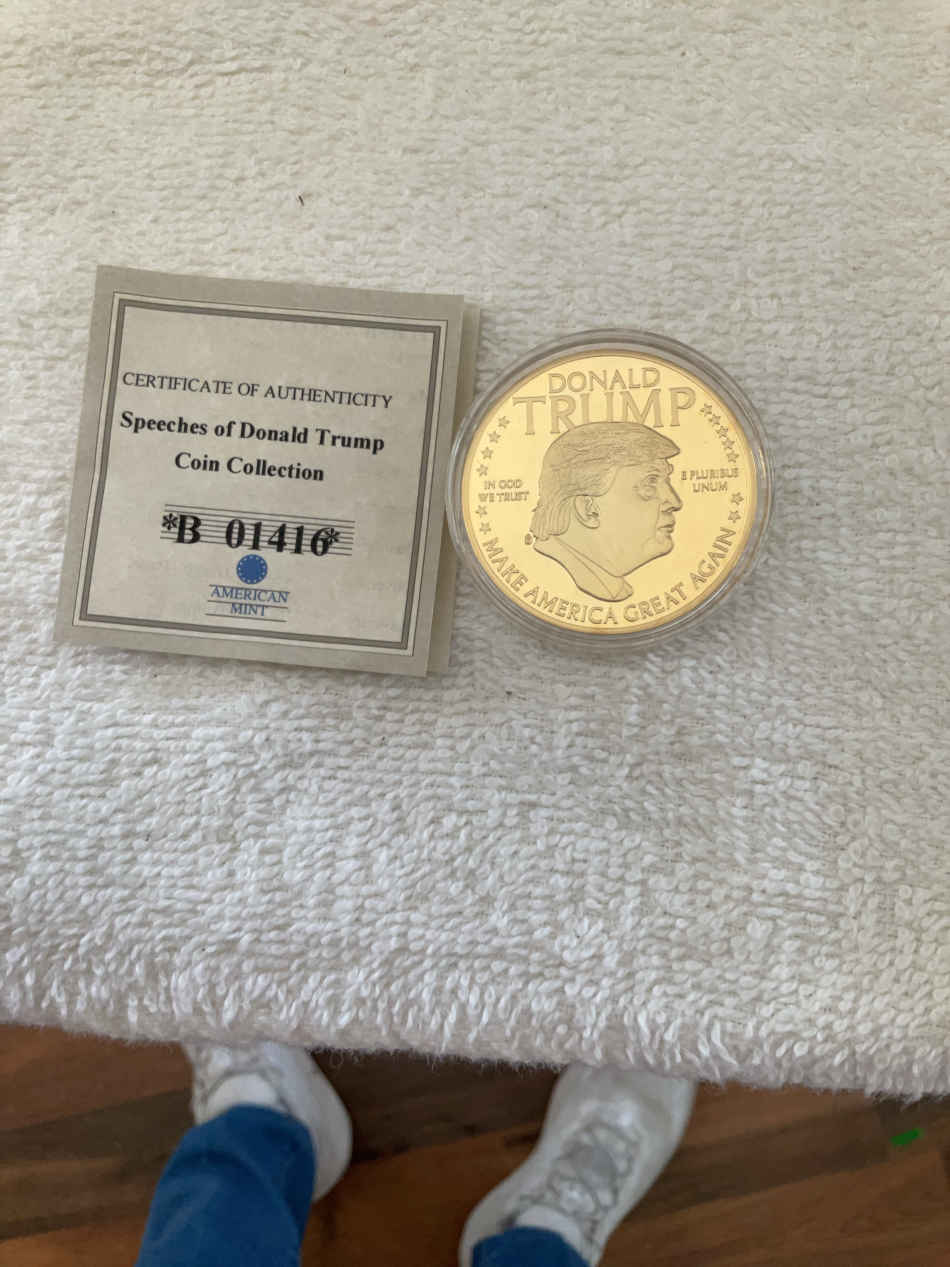 CERTIFICATE OF AUTHENTICITY
Speeches of Donald Trump
Coin Collection
*B 01416*
AMERICAN
MINT
DONALD
TRUMP
IN GOD
WE TRUST
E PLURIBUS
UNUM
MAKE AMERICA GREAT AGAIN